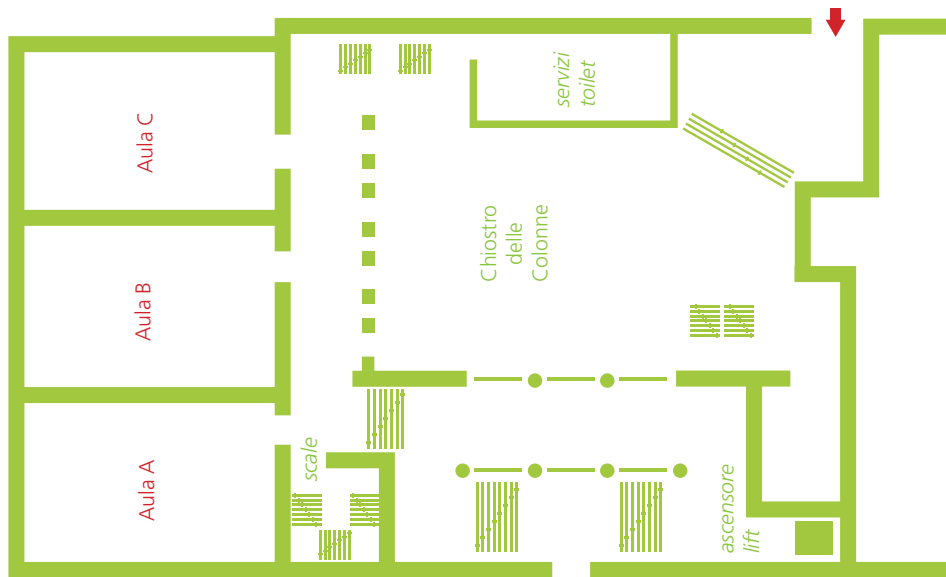 Aula C
Aula B
Aula A
servizi
toilet
Chiostro
delle
Colonne
scale
ascensore
lift